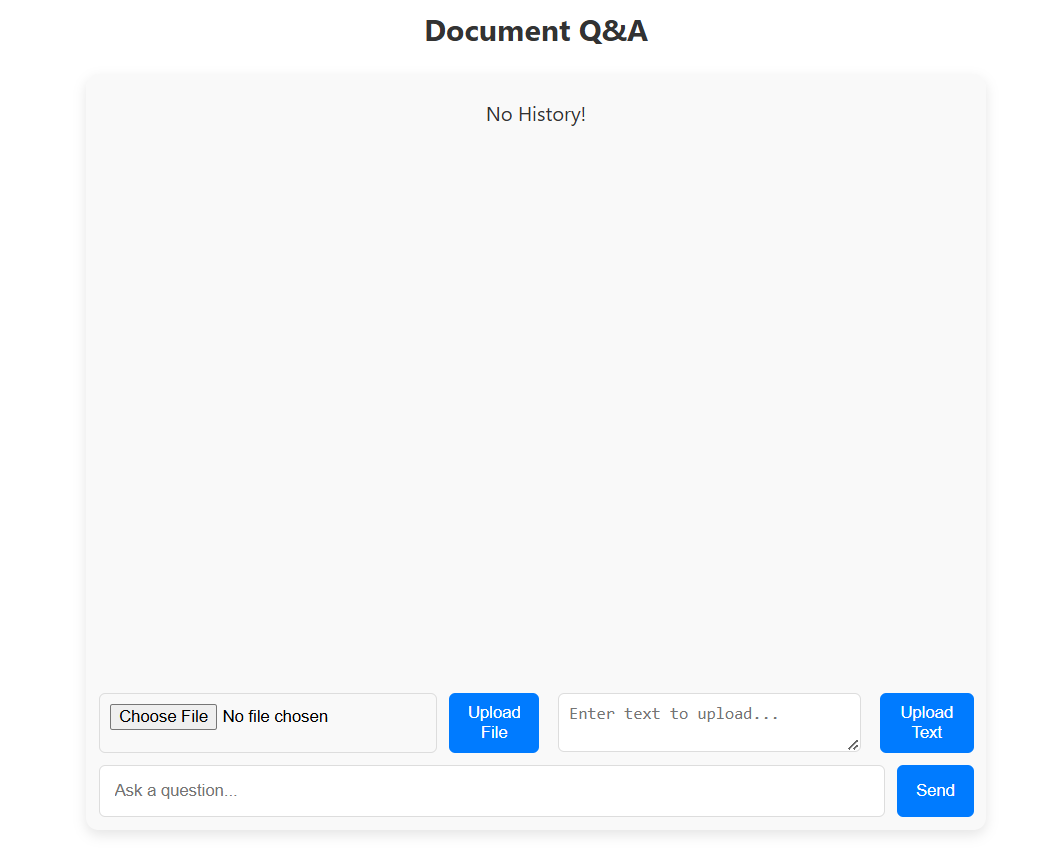 Document Q&A
No History!
Choose File No file chosen
Upload
File
Enter text to upload...
Upload
Text
Ask a question...
Send